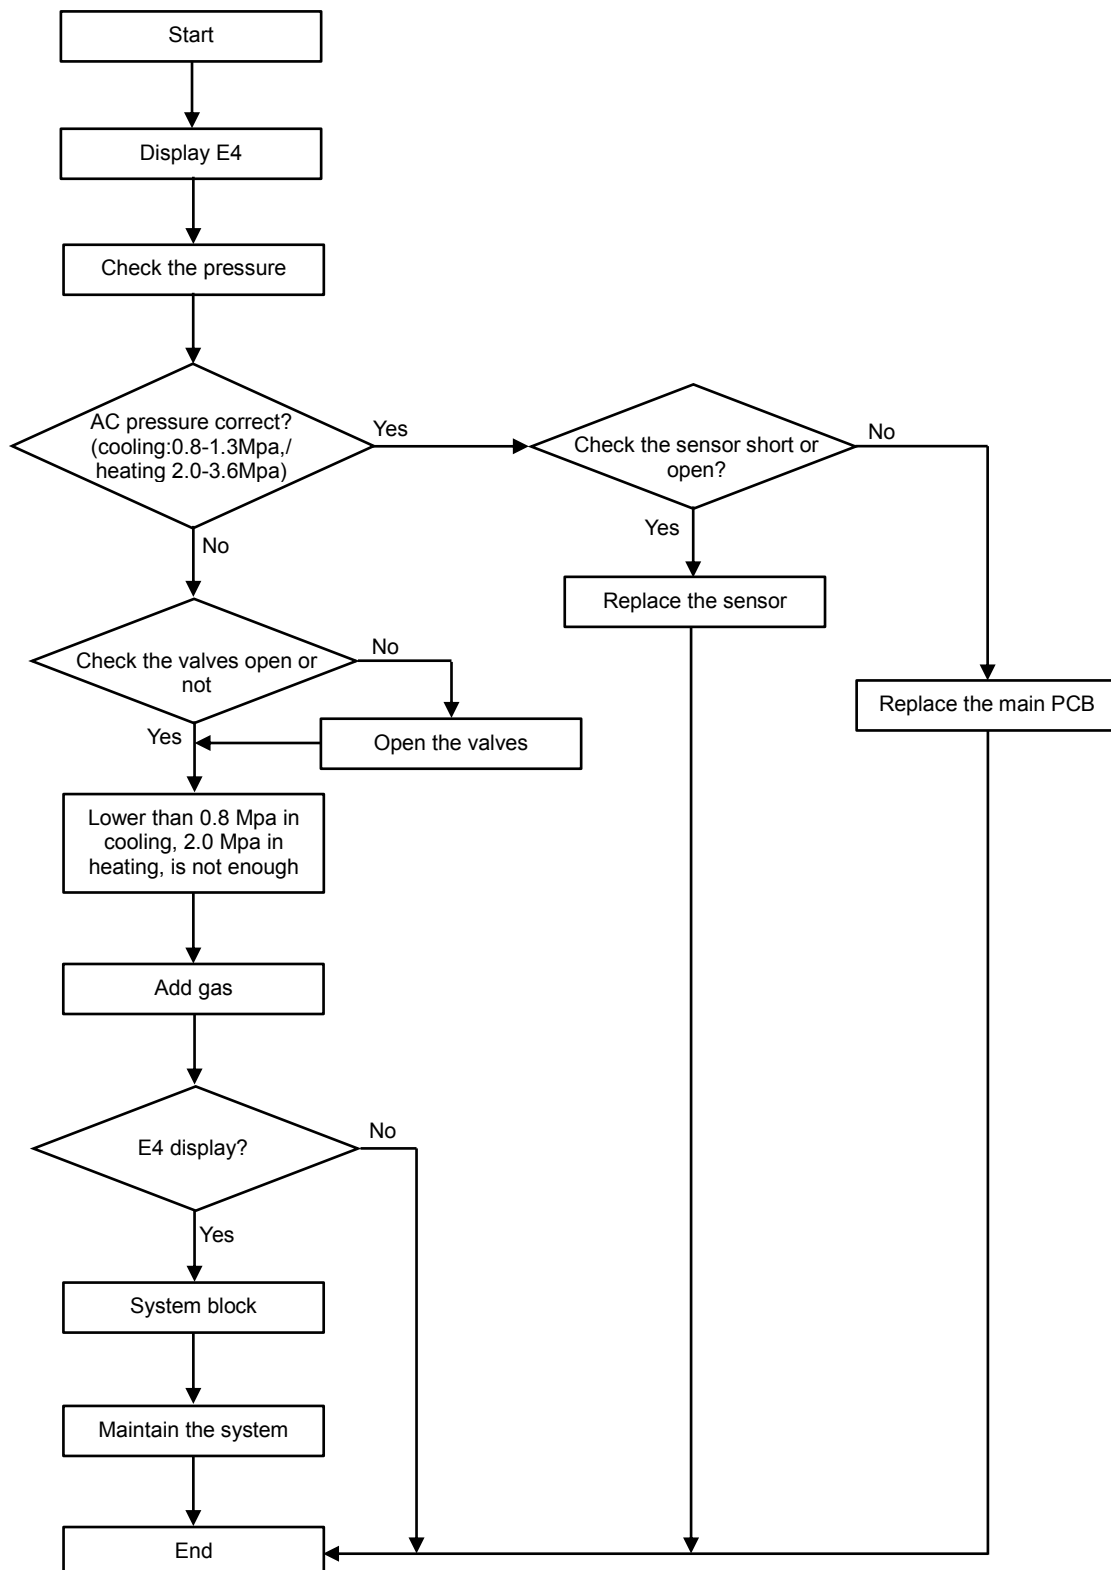 Start
Display E4
Check the pressure
AC pressure correct?
(cooling:0.8-1.3Mpa,/
heating 2.0-3.6Mpa)
Yes
No
Check the sensor short or
open?
No
Yes
Replace the sensor
Replace the main PCB
Check the valves open or
not
No
Yes
Open the valves
Lower than 0.8 Mpa in
cooling, 2.0 Mpa in
heating, is not enough
Add gas
E4 display?
No
Yes
System block
Maintain the system
End